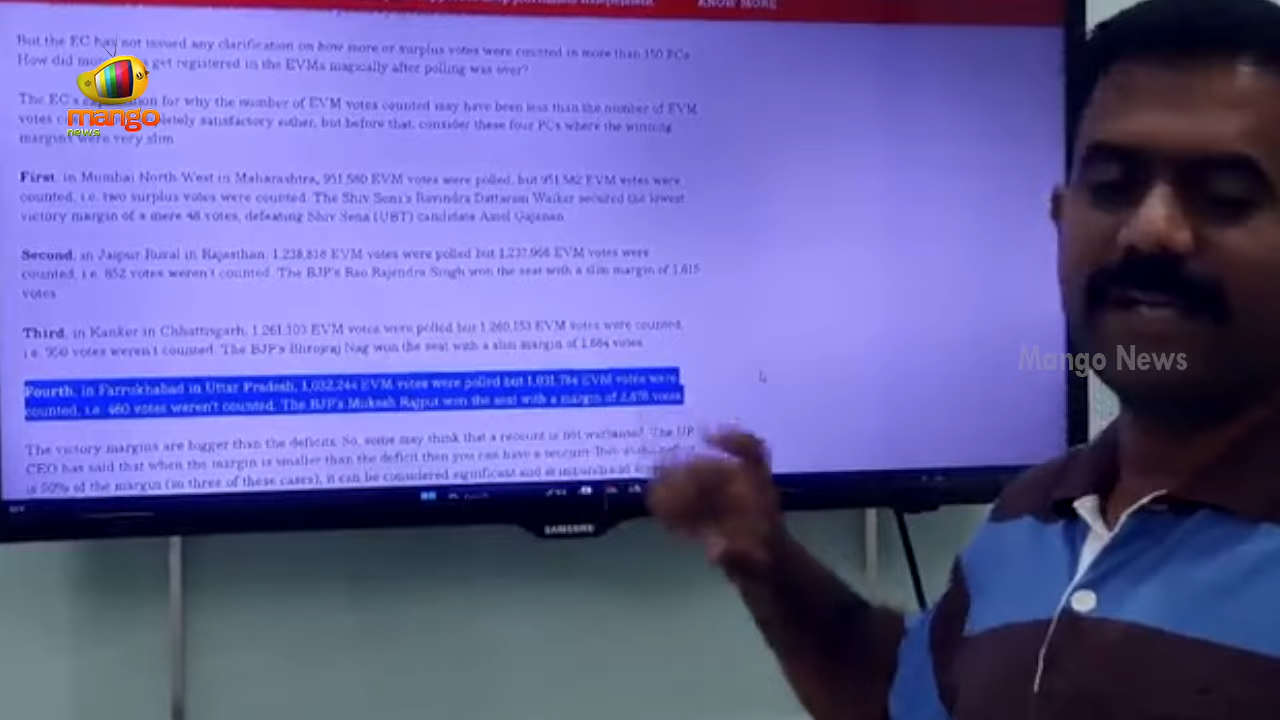 KNOW MORE
But the EC has not issued any clarification on how more or surplus votes were counted in more than 150 PCs
How did get registered in the EVMs magically after polling was over?
The EC's for why the number of EVM votes counted may have been less than the number of EVM
votes satisfactory either, but before that, consider these four PCs where the winning
margins were very slim
First, in Mumbai North West in Maharashtra, 951,580 EVM votes were polled, but 951,582 EVM votes were
counted, i.e. two surplus votes were counted. The Shiv Sena's Ravindra Dattaram Waikar secured the lowest
victory margin of a mere 48 votes, defeating Shiv Sena (UBT) candidate Amol Gajanan
Second, in Jaipur Rural in Rajasthan, 1,238,818 EVM votes were polled but 1,237,966 EVM votes were
counted, i.e. 852 votes weren't counted. The BJP's Rao Rajendra Singh won the seat with a slim margin of 1,615
votes
Third, in Kanker in Chhattisgarh, 1,261,103 EVM votes were polled but 1,260,153 EVM votes were counted,
i.e. 950 votes weren't counted. The BJP's Bhojraj Nag won the seat with a slim margin of 1,884 votes
Fourth, in Farrukhabad in Uttar Pradesh, 1,032,244 EVM votes were polled but 1,031,784 EVM votes were
counted, i.e. 460 votes weren't counted. The BJP's Mukesh Rajput won the seat with a margin of 2,678 votes
The victory margins are bigger than the deficits. So, some may think that a recount is not warranted. The UP
CEO has said that when the margin is smaller than the deficit then you can have a recount
is 50% of the margin (in three of these cases), it can be considered significant and
SAMSUNG
mango
news
Mango News